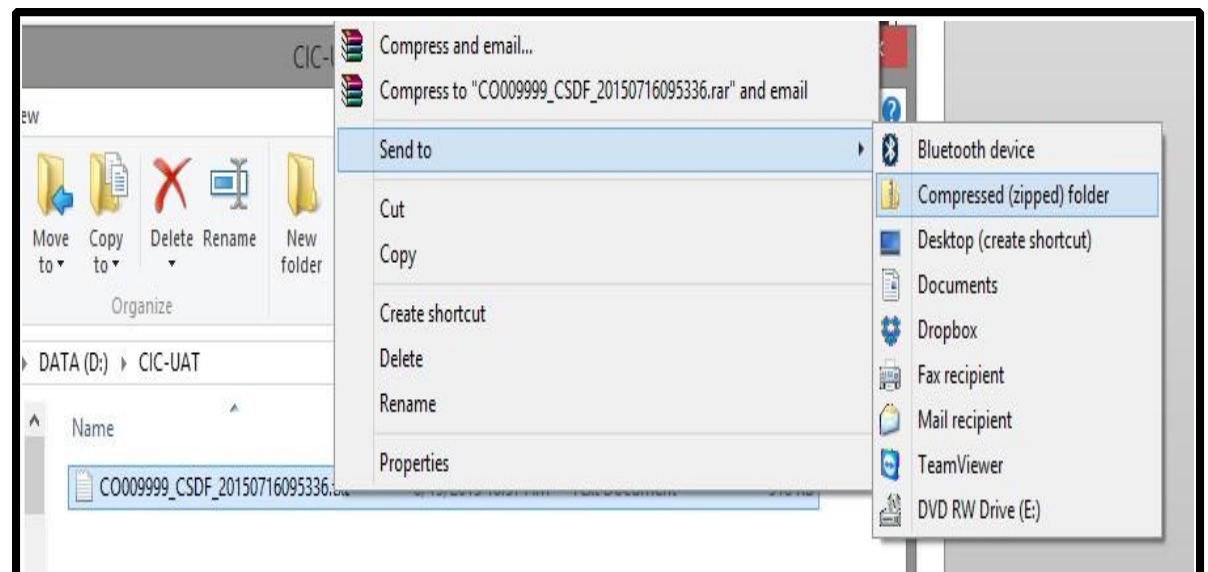 CIC-U
Compress and email...
Compress to "CO009999_CSDF_20150716095336.rar" and email
Send to
Cut
Copy
Create shortcut
Delete
Rename
Properties
Bluetooth device
Compressed (zipped) folder
Desktop (create shortcut)
Documents
Dropbox
Fax recipient
Mail recipient
TeamViewer
DVD RW Drive (E:)
ew
Move to
Copy to
Delete
Rename
New folder
Organize
DATA (D:) CIC-UAT
Name
CO009999_CSDF_20150716095336